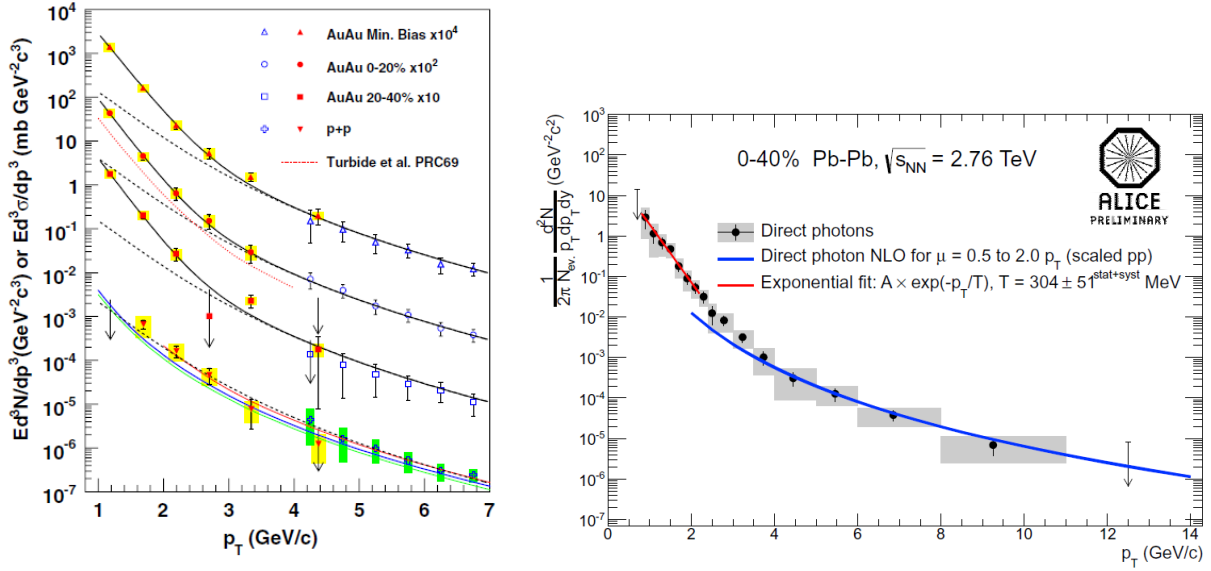 Ed³N/dp³(GeV⁻²c³) or Ed³σ/dp³ (mb GeV⁻²c³)
10⁴
10³
10²
10
1
10⁻¹
10⁻²
10⁻³
10⁻⁴
10⁻⁵
10⁻⁶
10⁻⁷
AuAu Min. Bias x10⁴
AuAu 0-20% x10²
AuAu 20-40% x10
p+p
Turbide et al. PRC69
1 2 3 4 5 6 7
p_T (GeV/c)
1/(2π N_ev.) d²N/(p_T dp_T dy) (GeV⁻²c²)
10³
10²
10
1
10⁻¹
10⁻²
10⁻³
10⁻⁴
10⁻⁵
10⁻⁶
10⁻⁷
0-40% Pb-Pb, √s_NN = 2.76 TeV
ALICE
PRELIMINARY
Direct photons
Direct photon NLO for μ = 0.5 to 2.0 p_T (scaled pp)
Exponential fit: A × exp(-p_T/T), T = 304 ± 51^stat+syst MeV
0 2 4 6 8 10 12 14
p_T (GeV/c)